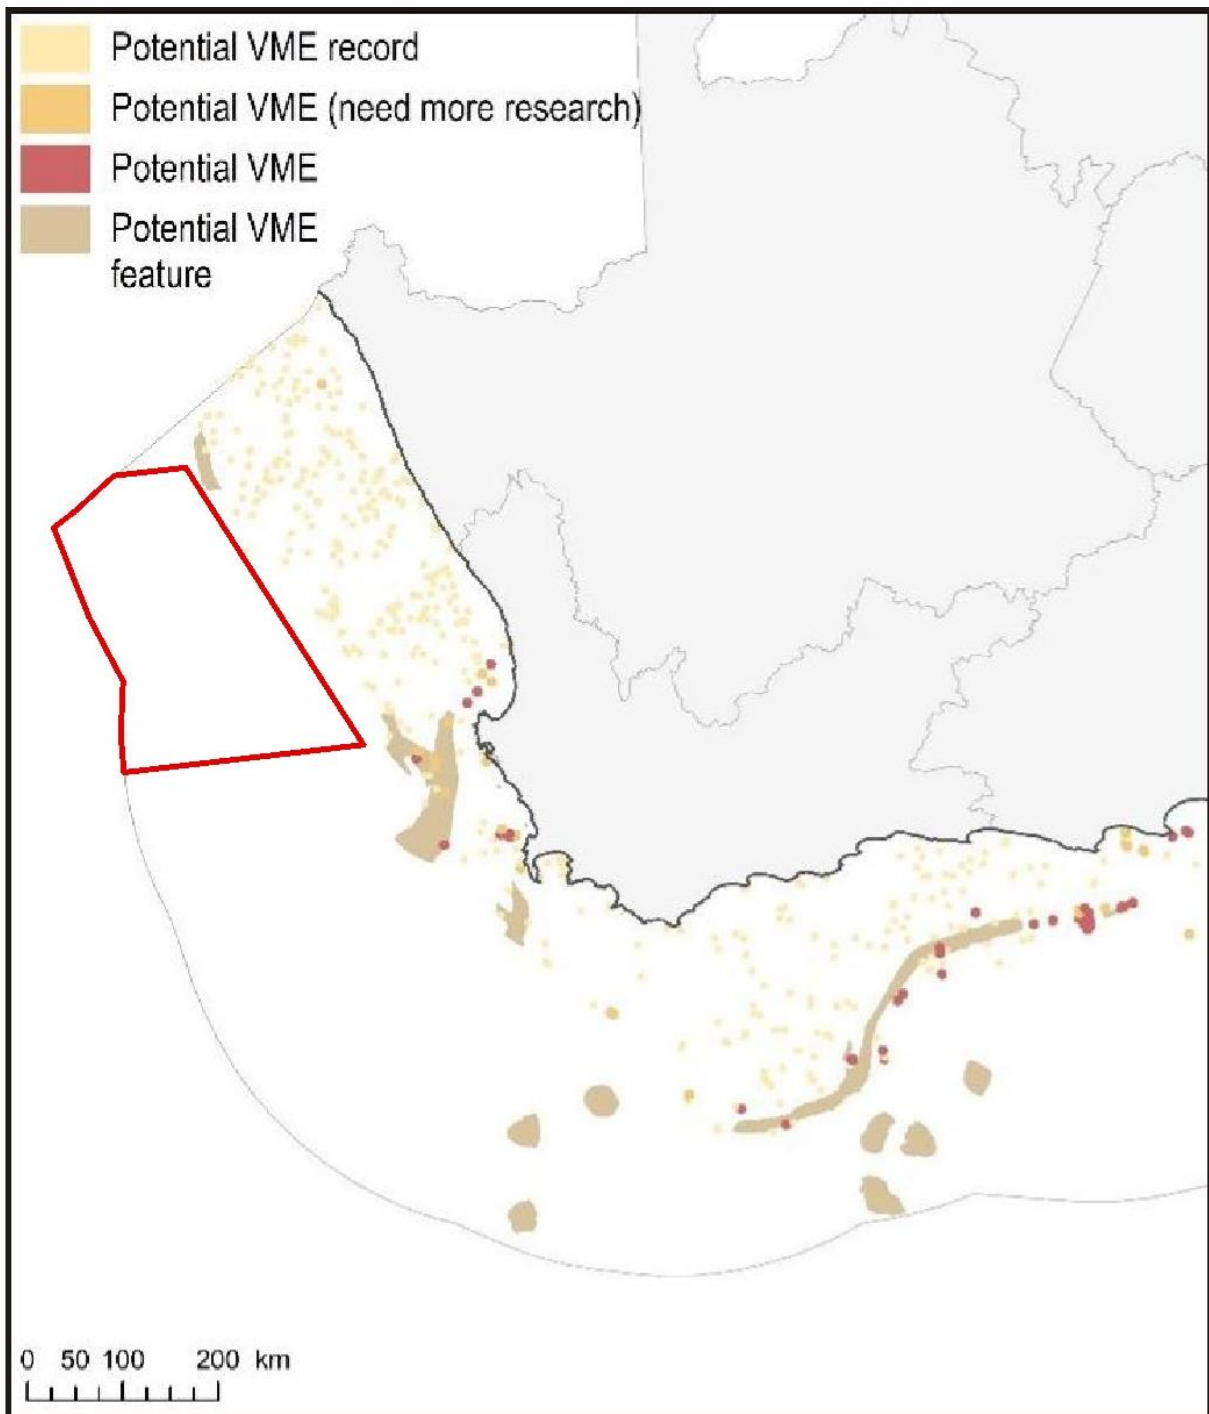 Potential VME record
Potential VME (need more research)
Potential VME
Potential VME
feature
0 50 100 200 km